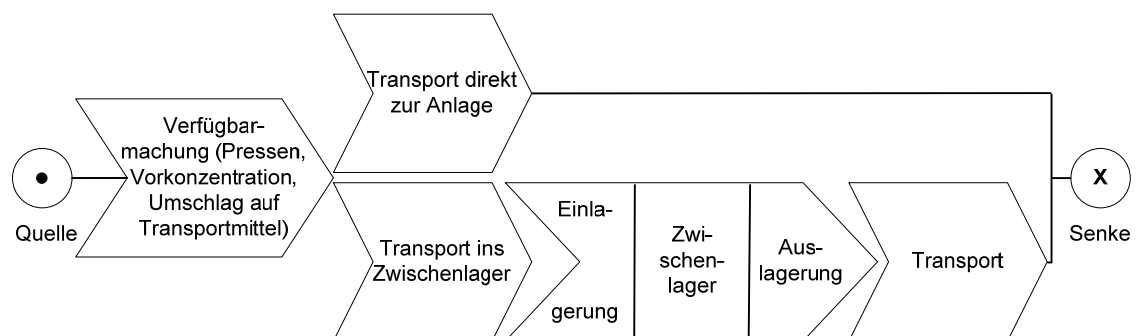 Quelle
Verfügbar-
machung (Pressen,
Vorkonzentration,
Umschlag auf
Transportmittel)
Transport direkt
zur Anlage
Transport ins
Zwischenlager
Einla-
gerung
Zwi-
schen-
lager
Aus-
lagerung
Transport
X
Senke